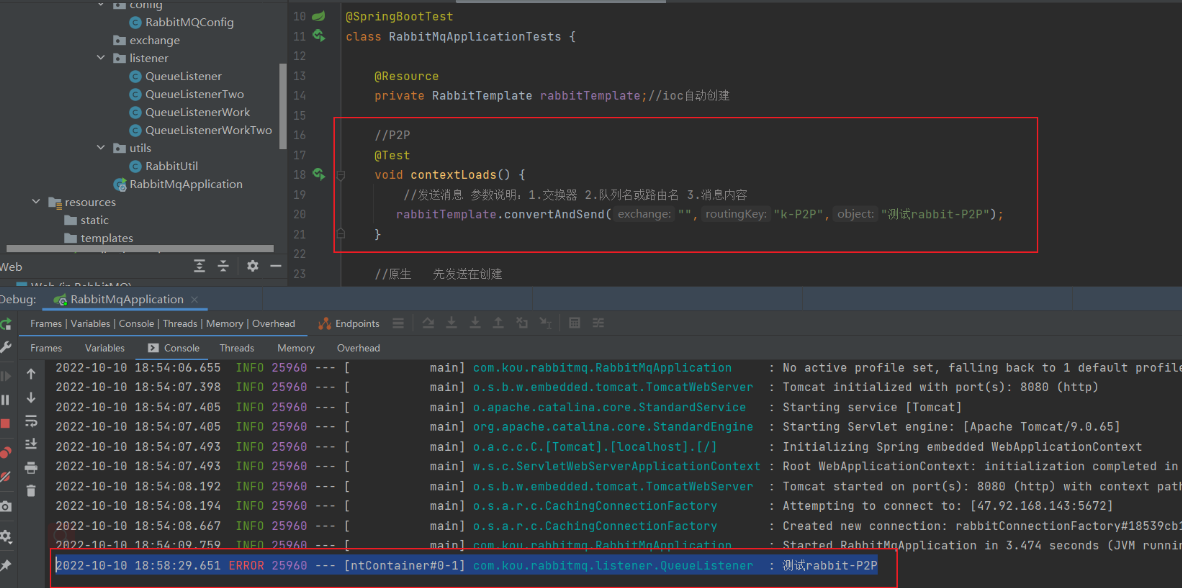 config
RabbitMQConfig
exchange
listener
QueueListener
QueueListenerTwo
QueueListenerWork
QueueListenerWorkTwo
utils
RabbitUtil
RabbitMqApplication
resources
static
templates
Web
10 @SpringBootTest
11 class RabbitMqApplicationTests {
12
13 @Resource
14 private RabbitTemplate rabbitTemplate;//ioc自动创建
15
16 //P2P
17 @Test
18 void contextLoads() {
19 //发送消息 参数说明：1.交换器 2.队列名或路由名 3.消息内容
20 rabbitTemplate.convertAndSend( exchange: "", routingKey: "k-P2P", object: "测试rabbit-P2P");
21 }
22
23 //原生 先发送在创建
Debug: RabbitMqApplication ×
Frames | Variables | Console | Threads | Memory | Overhead Endpoints
Frames Variables Console Threads Memory Overhead
2022-10-10 18:54:06.655 INFO 25960 --- [ main] com.kou.rabbitmq.RabbitMqApplication : No active profile set, falling back to 1 default profile
2022-10-10 18:54:07.398 INFO 25960 --- [ main] o.s.b.w.embedded.tomcat.TomcatWebServer : Tomcat initialized with port(s): 8080 (http)
2022-10-10 18:54:07.405 INFO 25960 --- [ main] o.apache.catalina.core.StandardService : Starting service [Tomcat]
2022-10-10 18:54:07.405 INFO 25960 --- [ main] org.apache.catalina.core.StandardEngine : Starting Servlet engine: [Apache Tomcat/9.0.65]
2022-10-10 18:54:07.493 INFO 25960 --- [ main] o.a.c.c.C.[Tomcat].[localhost].[/] : Initializing Spring embedded WebApplicationContext
2022-10-10 18:54:07.493 INFO 25960 --- [ main] w.s.c.ServletWebServerApplicationContext : Root WebApplicationContext: initialization completed in
2022-10-10 18:54:08.192 INFO 25960 --- [ main] o.s.b.w.embedded.tomcat.TomcatWebServer : Tomcat started on port(s): 8080 (http) with context pat
2022-10-10 18:54:08.194 INFO 25960 --- [ main] o.s.a.r.c.CachingConnectionFactory : Attempting to connect to: [47.92.168.143:5672]
2022-10-10 18:54:08.667 INFO 25960 --- [ main] o.s.a.r.c.CachingConnectionFactory : Created new connection: rabbitConnectionFactory#18539cb1
2022-10-10 18:54:09.759 INFO 25960 --- [ main] com.kou.rabbitmq.RabbitMqApplication : Started RabbitMqApplication in 3.474 seconds (JVM runnin
2022-10-10 18:58:29.651 ERROR 25960 --- [ntContainer#0-1] com.kou.rabbitmq.listener.QueueListener : 测试rabbit-P2P